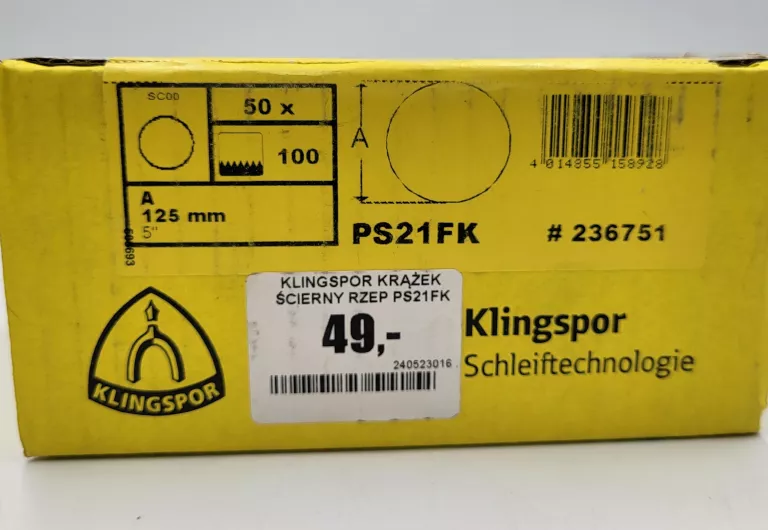 SC00
50 x
100
A
125 mm
5"
A
4 014855 158928
PS21FK
# 236751
KLINGSPOR
KLINGSPOR KRĄŻEK
ŚCIERNY RZEP PS21FK
49,-
240523016
Klingspor
Schleiftechnologie